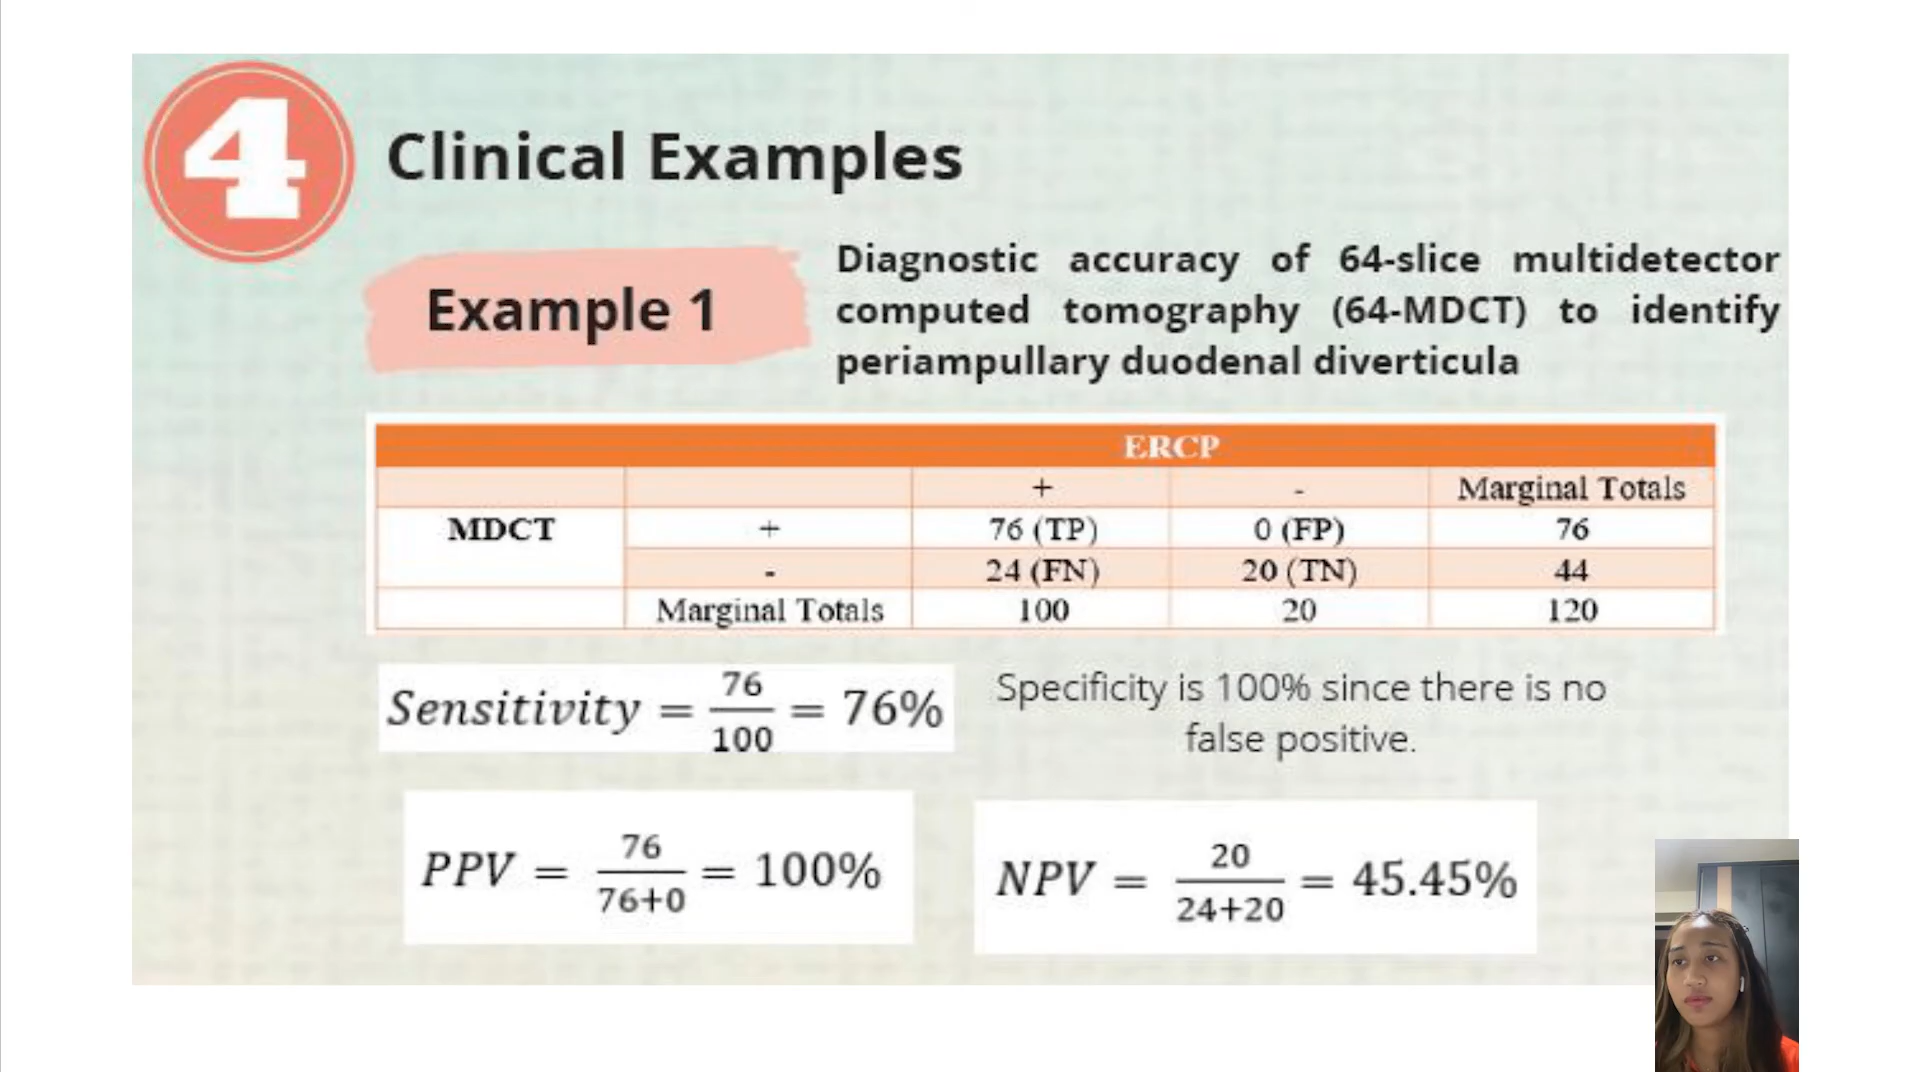 4
Clinical Examples
Example 1
Diagnostic accuracy of 64-slice multidetector
computed tomography (64-MDCT) to identify
periampullary duodenal diverticula
ERCP
+ - Marginal Totals
MDCT + 76 (TP) 0 (FP) 76
- 24 (FN) 20 (TN) 44
Marginal Totals 100 20 120
Sensitivity = 76/100 = 76%
Specificity is 100% since there is no
false positive.
PPV = 76/76+0 = 100%
NPV = 20/24+20 = 45.45%